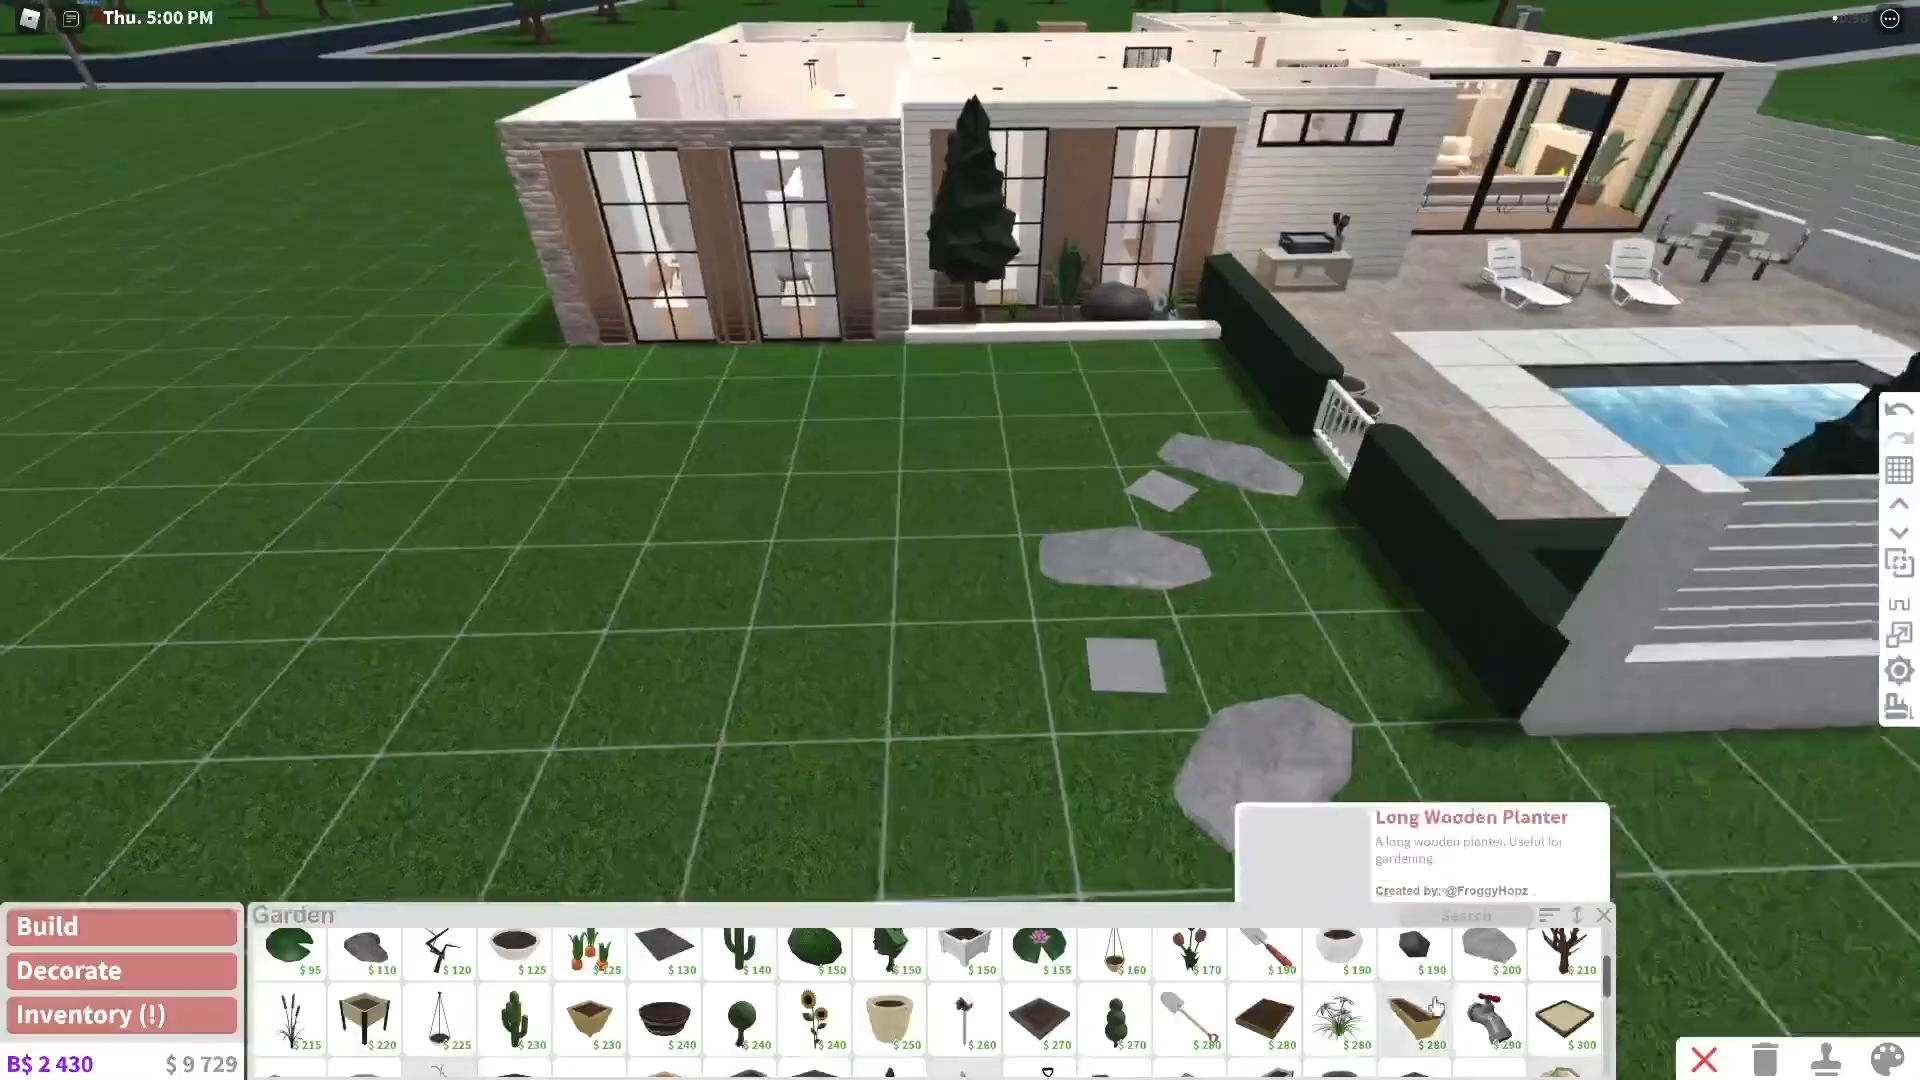 Thu. 5:00 PM
Long Wooden Planter
A long wooden planter. Useful for
gardening.
Created by: @FroggyHopz
Garden
Search
Build
Decorate
Inventory (!)
B$ 2 430 $ 9 729
$ 95 $ 110 $ 120 $ 125 $ 125 $ 130 $ 140 $ 150 $ 150 $ 150 $ 155 $ 160 $ 170 $ 190 $ 190 $ 190 $ 200 $ 210
$ 215 $ 220 $ 225 $ 230 $ 230 $ 240 $ 240 $ 240 $ 250 $ 260 $ 270 $ 270 $ 280 $ 280 $ 280 $ 280 $ 290 $ 300